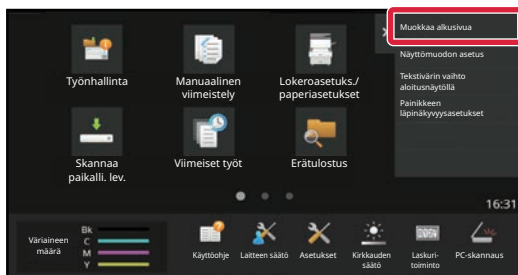 Muokkaa alkusivua
Näyttömuodon asetus
Tekstivärin vaihto
aloitusnäytöllä
Painikkeen
läpinäkyvyysasetukset
Työnhallinta
Manuaalinen
viimeistely
Lokeroasetuks./
paperiasetukset
Skannaa
paikalli. lev.
Viimeiset työt
Erätulostus
16:31
Väriaineen
määrä
Bk
C
M
Y
Käyttöohje
Laitteen säätö
Asetukset
Kirkkauden
säätö
Laskuri-
toiminto
PC-skannaus